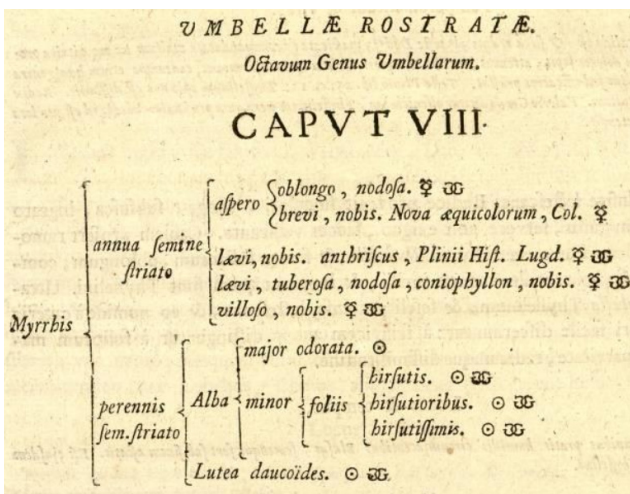 VMBELLÆ ROSTRATÆ.
Octavum Genus Vmbellarum.
CAPVT VIII.
Myrrhis
annua semine striato
aspero
oblongo, nodosa. ☿
brevi, nobis. Nova æquicolorum, Col. ☿
lævi, nobis. anthriscus, Plinii Hist. Lugd. ☿
lævi, tuberosa, nodosa, coniophyllon, nobis. ☿
villoso, nobis. ☿
perennis sem. striato
Alba
major odorata. ☉
minor
foliis
hirsutis. ☉
hirsutioribus. ☉
hirsutissimis. ☉
Lutea daucoïdes. ☉